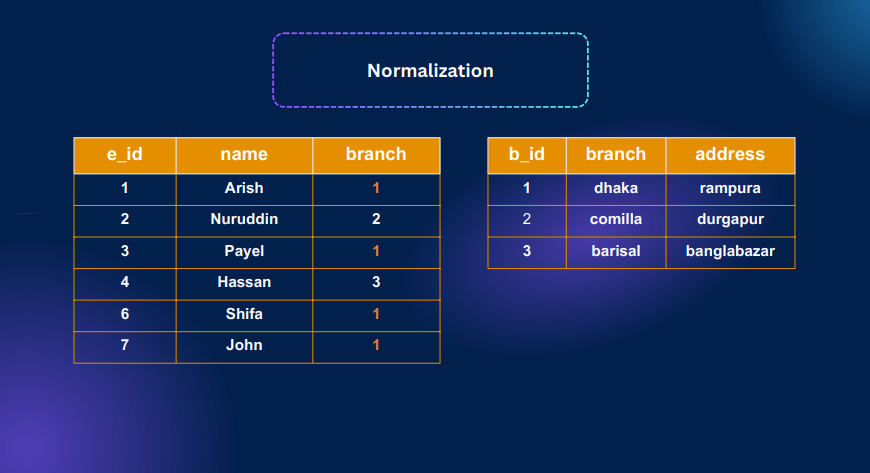 Normalization
e_id name branch
1 Arish 1
2 Nuruddin 2
3 Payel 1
4 Hassan 3
6 Shifa 1
7 John 1
b_id branch address
1 dhaka rampura
2 comilla durgapur
3 barisal banglabazar